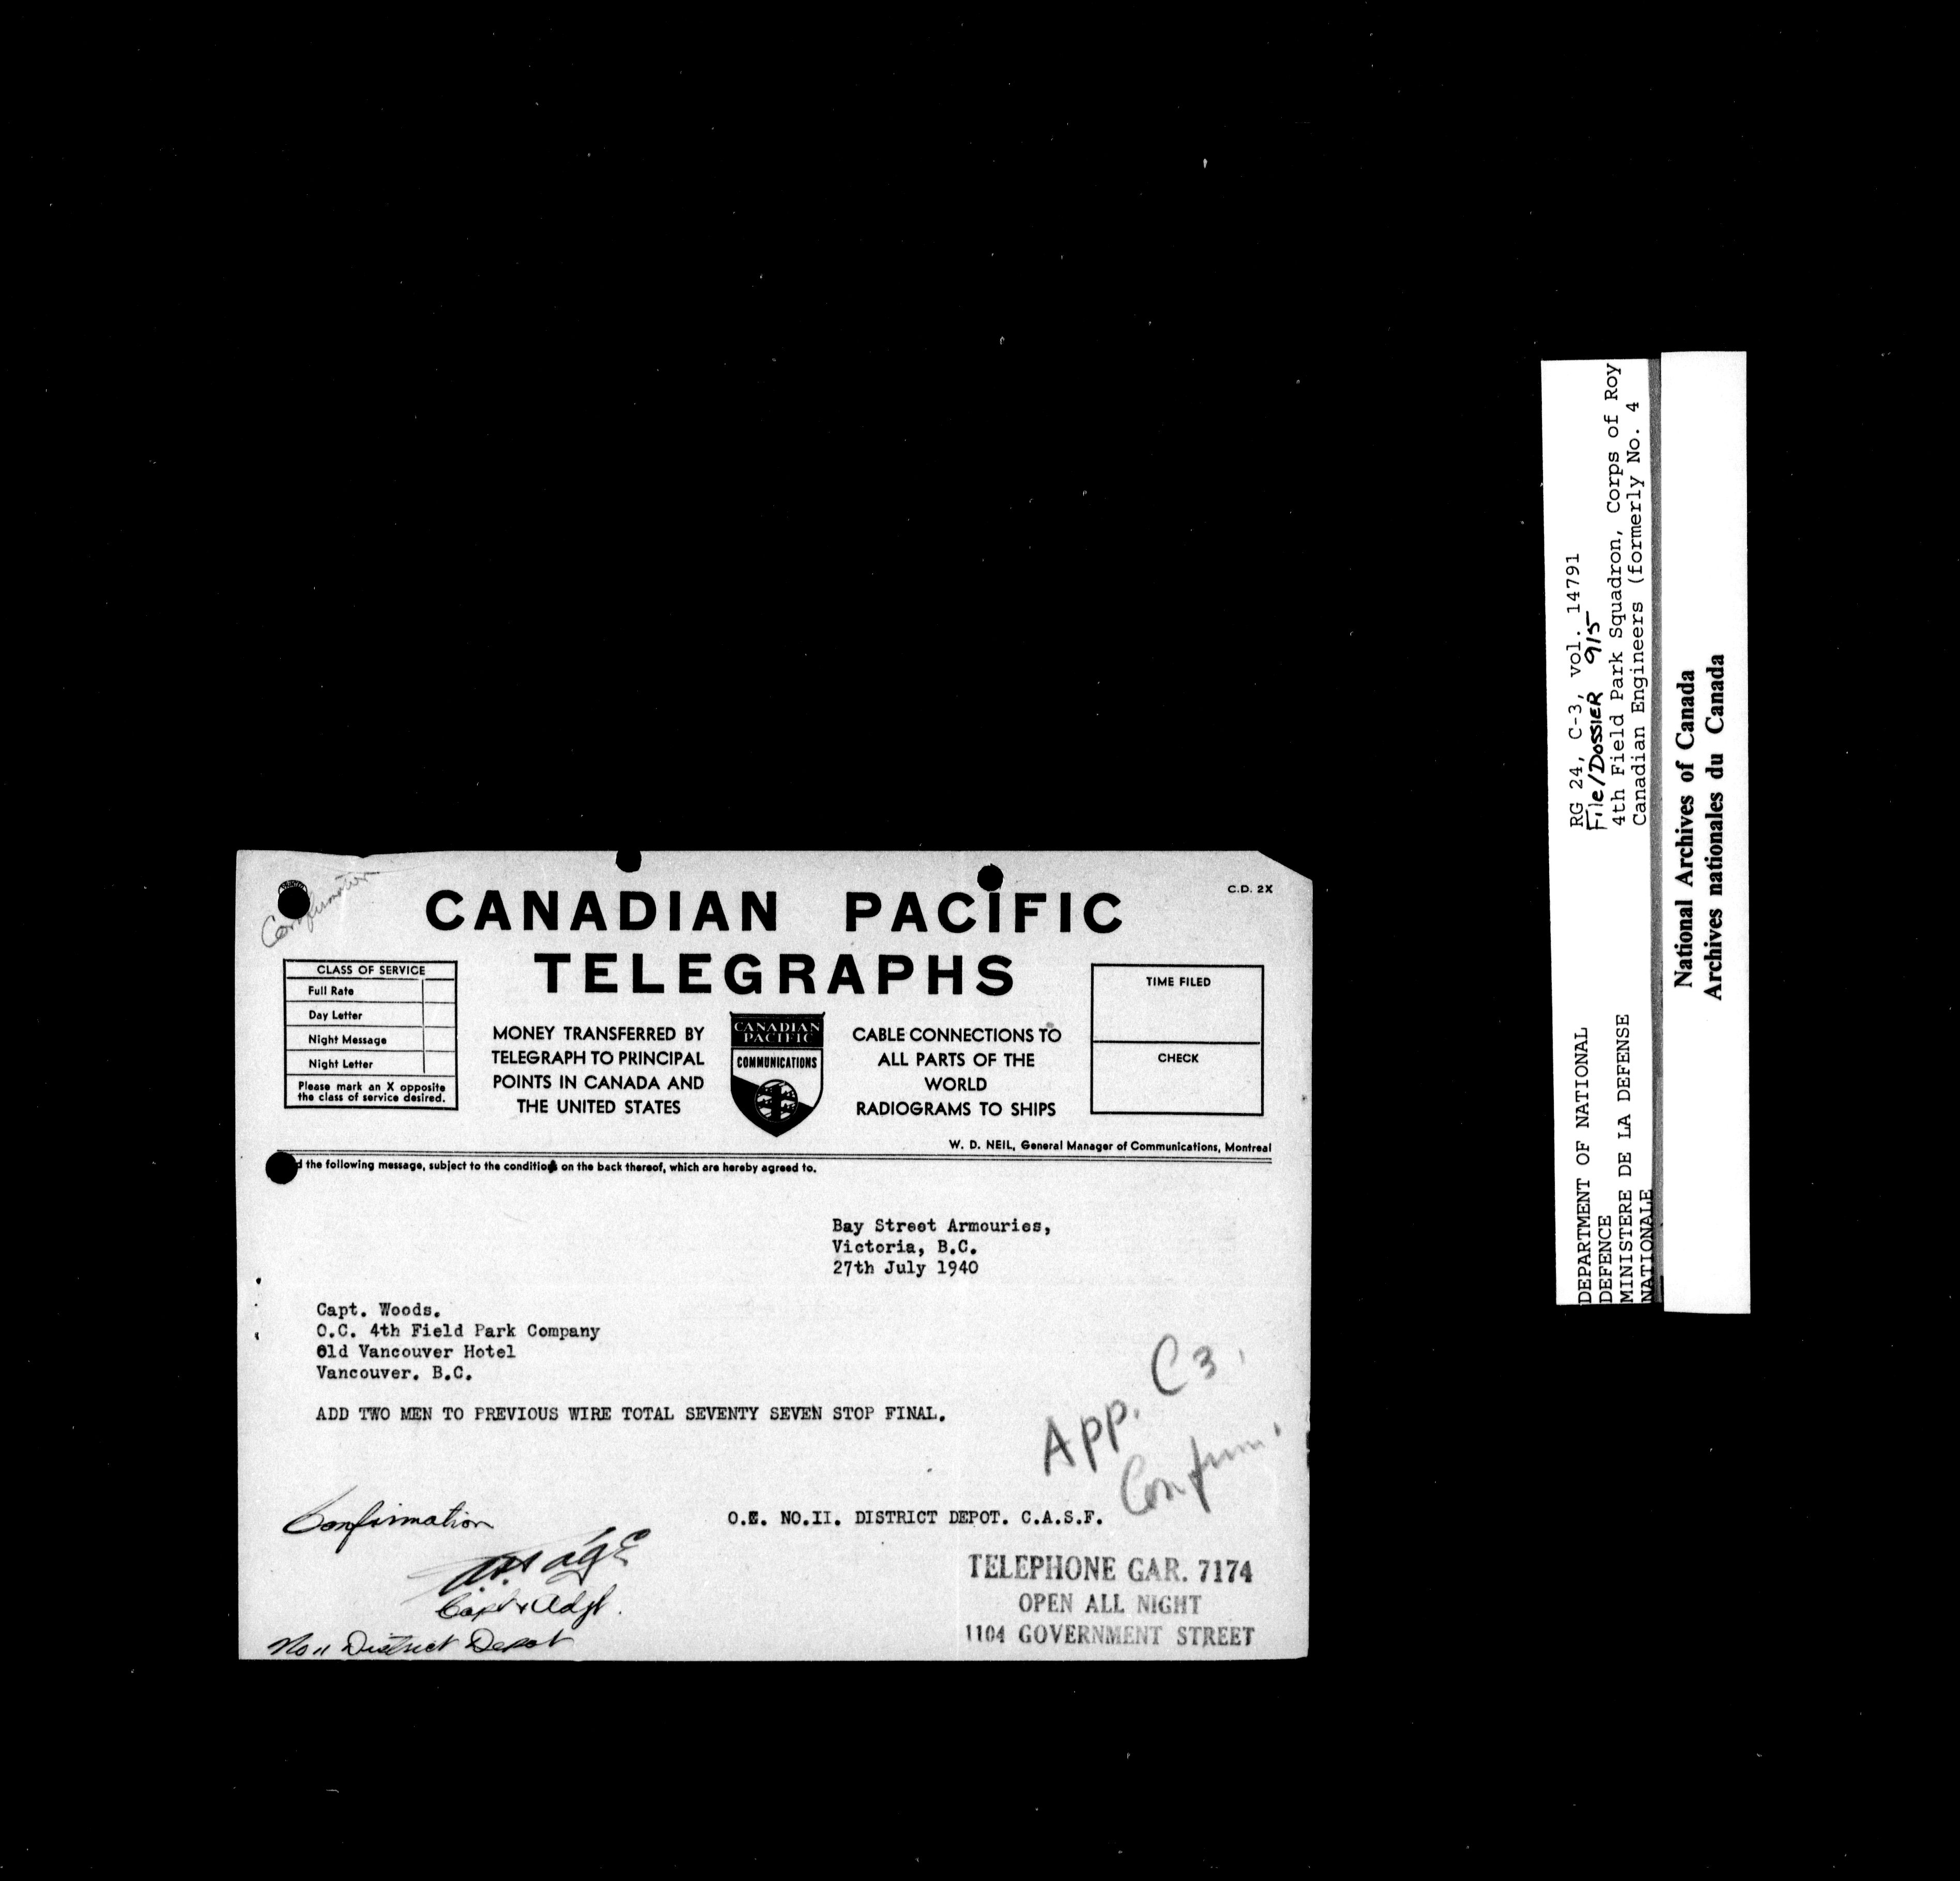 Confirmation
C.D. 2X
CANADIAN PACIFIC
TELEGRAPHS
CLASS OF SERVICE
Full Rate
Day Letter
Night Message
Night Letter
Please mark an X opposite
the class of service desired.
MONEY TRANSFERRED BY
TELEGRAPH TO PRINCIPAL
POINTS IN CANADA AND
THE UNITED STATES
CANADIAN
PACIFIC
COMMUNICATIONS
CABLE CONNECTIONS TO
ALL PARTS OF THE
WORLD
RADIOGRAMS TO SHIPS
TIME FILED
CHECK
W. D. NEIL, General Manager of Communications, Montreal
d the following message, subject to the conditions on the back thereof, which are hereby agreed to.
Bay Street Armouries,
Victoria, B.C.
27th July 1940
Capt. Woods.
O.C. 4th Field Park Company
Old Vancouver Hotel
Vancouver. B.C.
ADD TWO MEN TO PREVIOUS WIRE TOTAL SEVENTY SEVEN STOP FINAL.
App. C3.
Confirm.
O.E. NO.II. DISTRICT DEPOT. C.A.S.F.
Confirmation
Capt & Adjt.
No 11 District Depot
TELEPHONE GAR. 7174
OPEN ALL NIGHT
1104 GOVERNMENT STREET
DEPARTMENT OF NATIONAL
DEFENCE
MINISTERE DE LA DEFENSE
NATIONALE
RG 24, C-3, vol. 14791
File/DOSSIER 915
4th Field Park Squadron, Corps of Roy
Canadian Engineers (formerly No. 4
National Archives of Canada
Archives nationales du Canada